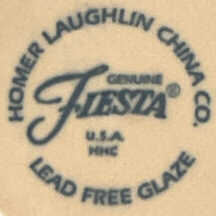 HOMER LAUGHLIN CHINA CO.
GENUINE
FIESTA®
U.S.A.
HHC
LEAD FREE GLAZE